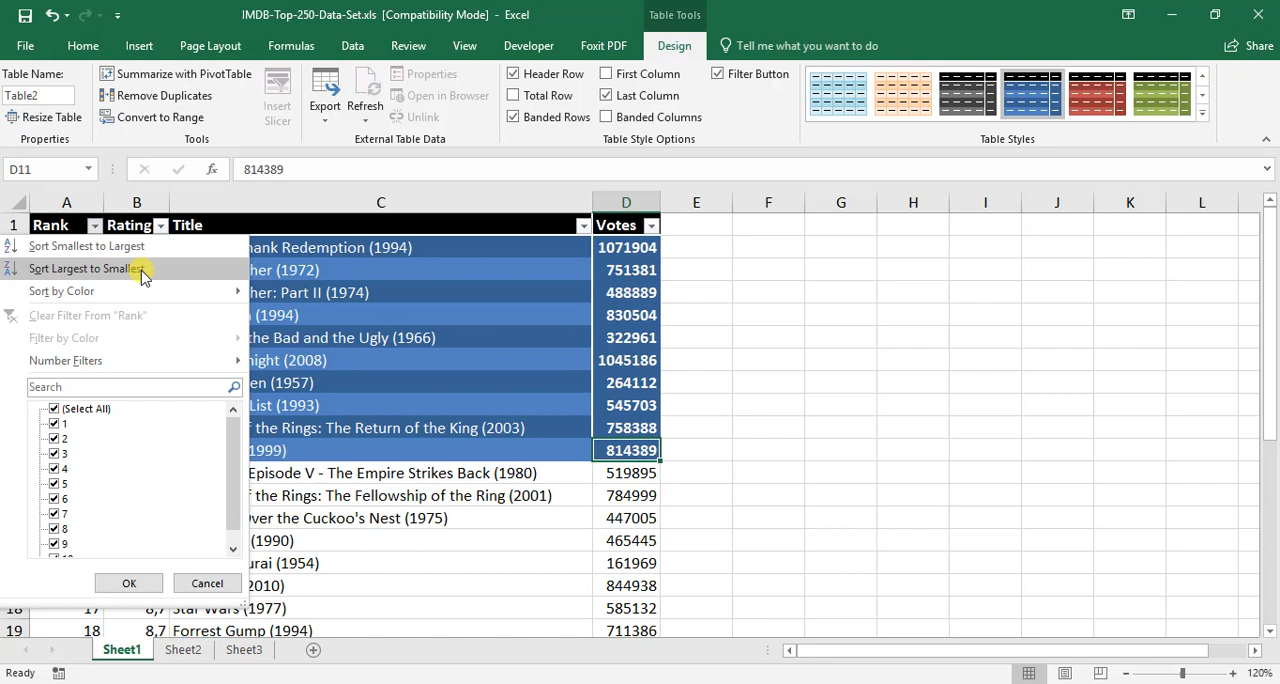 IMDB-Top-250-Data-Set.xls [Compatibility Mode] - Excel
Table Tools
File Home Insert Page Layout Formulas Data Review View Developer Foxit PDF Design Tell me what you want to do Share
Table Name:
Table2
Resize Table
Properties
Summarize with PivotTable
Remove Duplicates
Convert to Range
Insert Slicer
Tools
Export
Refresh
Properties
Open in Browser
Unlink
External Table Data
Header Row
First Column
Filter Button
Total Row
Last Column
Banded Rows
Banded Columns
Table Style Options
Table Styles
D11
fx
814389
A B C D E F G H I J K L
1 Rank Rating Title Votes
Sort Smallest to Largest
Sort Largest to Smallest
Sort by Color
Clear Filter From "Rank"
Filter by Color
Number Filters
Search
(Select All)
1
2
3
4
5
6
7
8
9
10
OK Cancel
hank Redemption (1994) 1071904
her (1972) 751381
her: Part II (1974) 488889
(1994) 830504
the Bad and the Ugly (1966) 322961
night (2008) 1045186
en (1957) 264112
List (1993) 545703
f the Rings: The Return of the King (2003) 758388
1999) 814389
Episode V - The Empire Strikes Back (1980) 519895
f the Rings: The Fellowship of the Ring (2001) 784999
ver the Cuckoo's Nest (1975) 447005
(1990) 465445
urai (1954) 161969
2010) 844938
18 17 8,7 Star Wars (1977) 585132
19 18 8,7 Forrest Gump (1994) 711386
Sheet1 Sheet2 Sheet3
Ready
120%